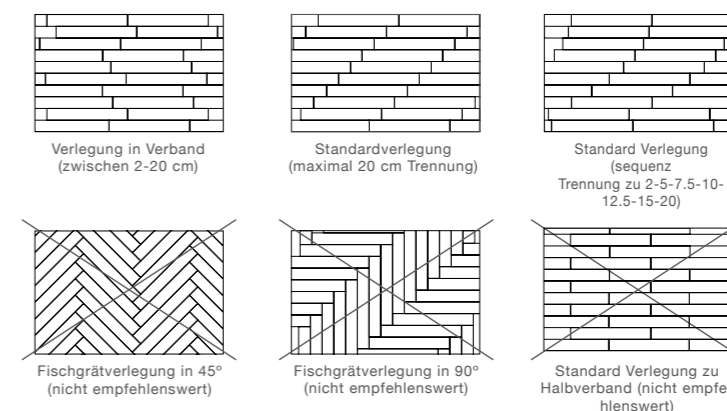 Verlegung in Verband
(zwischen 2-20 cm)
Standardverlegung
(maximal 20 cm Trennung)
Standard Verlegung
(sequenz
Trennung zu 2-5-7.5-10-
12.5-15-20)
Fischgrätverlegung in 45º
(nicht empfehlenswert)
Fischgrätverlegung in 90º
(nicht empfehlenswert)
Standard Verlegung zu
Halbverband (nicht empfe
hlenswert)